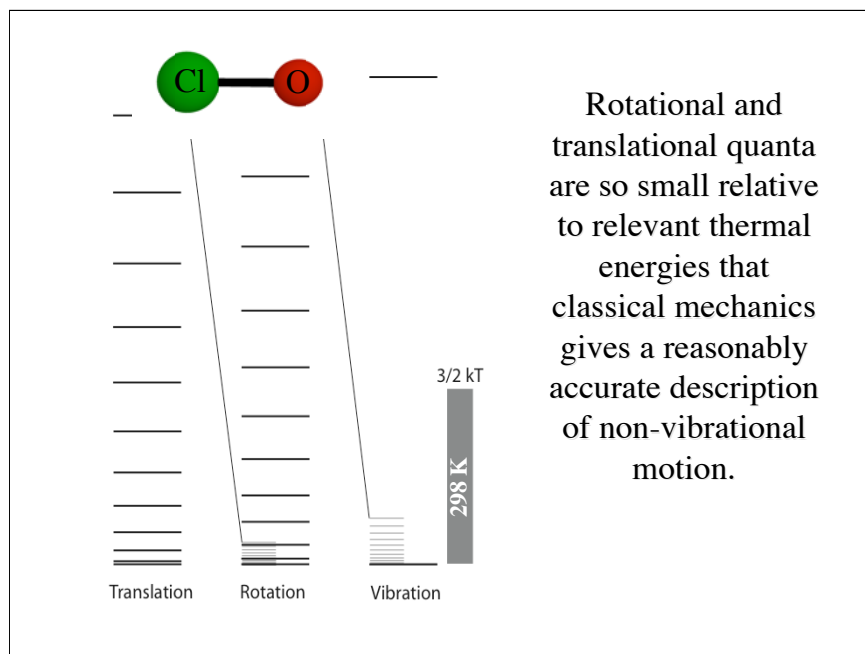 Cl O
Rotational and
translational quanta
are so small relative
to relevant thermal
energies that
classical mechanics
gives a reasonably
accurate description
of non-vibrational
motion.
3/2 kT
298 K
Translation Rotation Vibration